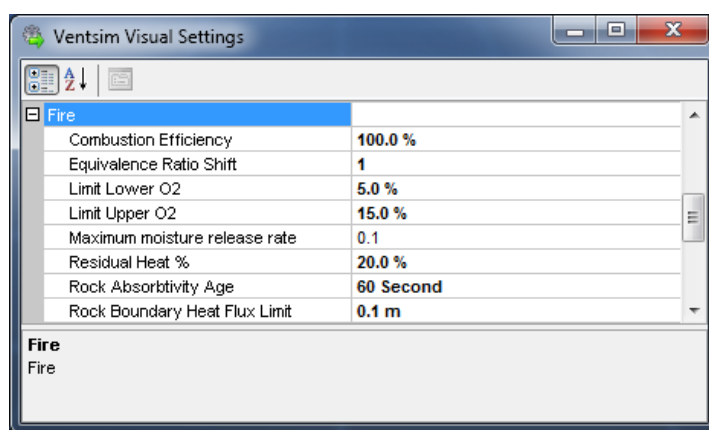 Ventsim Visual Settings
Fire
Combustion Efficiency 100.0 %
Equivalence Ratio Shift 1
Limit Lower O2 5.0 %
Limit Upper O2 15.0 %
Maximum moisture release rate 0.1
Residual Heat % 20.0 %
Rock Absorbtivity Age 60 Second
Rock Boundary Heat Flux Limit 0.1 m
Fire
Fire